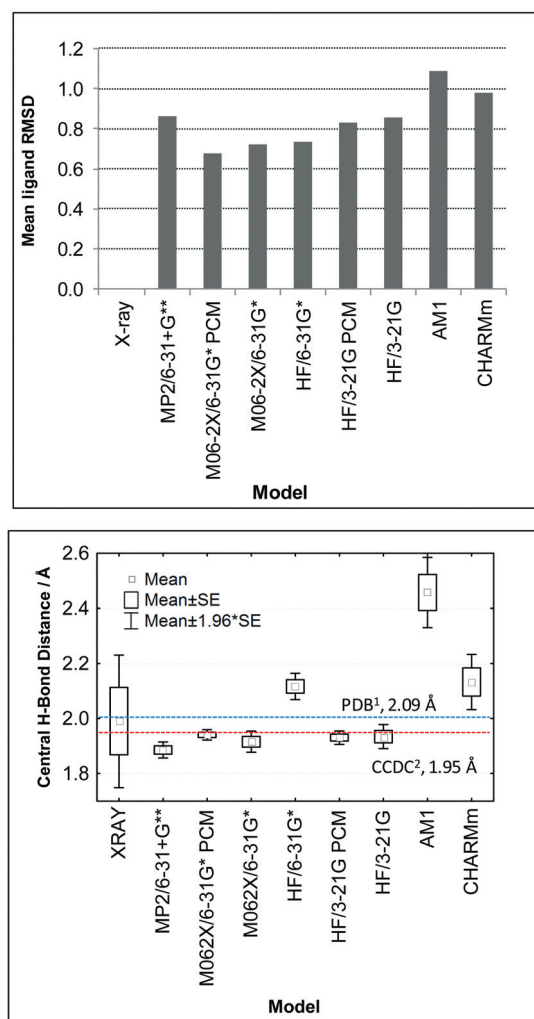 Mean ligand RMSD
1.2
1.0
0.8
0.6
0.4
0.2
0.0
X-ray
MP2/6-31+G**
M06-2X/6-31G* PCM
M06-2X/6-31G*
HF/6-31G*
HF/3-21G PCM
HF/3-21G
AM1
CHARMm
Model
Central H-Bond Distance / Å
2.6
2.4
2.2
2.0
1.8
Mean
Mean±SE
Mean±1.96*SE
PDB¹, 2.09 Å
CCDC², 1.95 Å
XRAY
MP2/6-31+G**
M062X/6-31G* PCM
M062X/6-31G*
HF/6-31G*
HF/3-21G PCM
HF/3-21G
AM1
CHARMm
Model